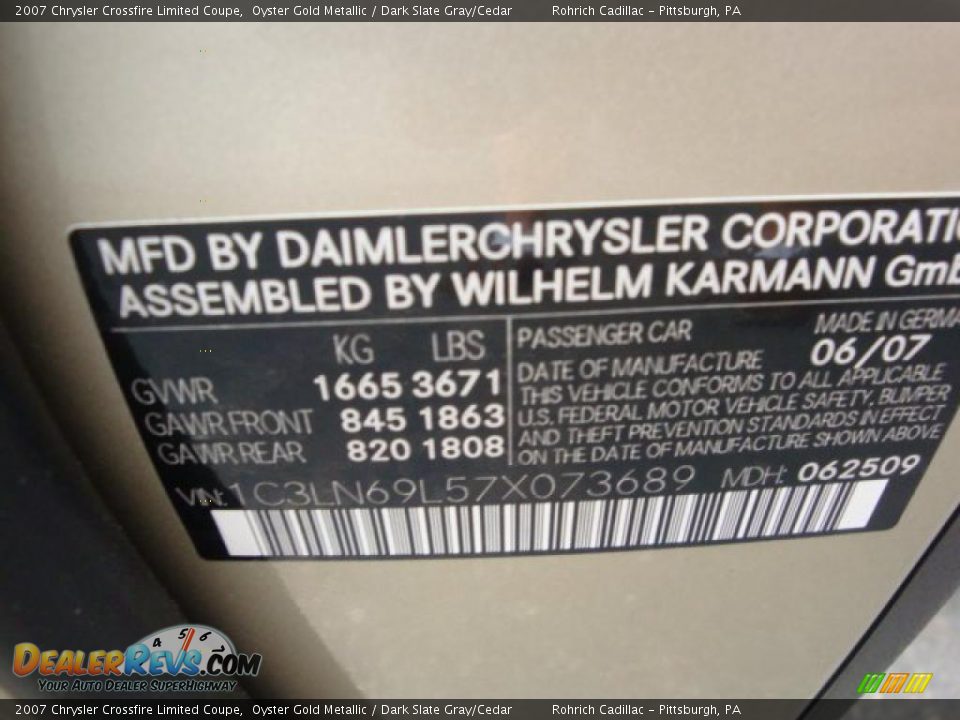 2007 Chrysler Crossfire Limited Coupe, Oyster Gold Metallic / Dark Slate Gray/Cedar Rohrich Cadillac - Pittsburgh, PA
MFD BY DAIMLERCHRYSLER CORPORATI
ASSEMBLED BY WILHELM KARMANN Gmb
KG LBS
GVWR 1665 3671
GAWR FRONT 845 1863
GAWR REAR 820 1808
PASSENGER CAR MADE IN GERMA
DATE OF MANUFACTURE 06/07
THIS VEHICLE CONFORMS TO ALL APPLICABLE
U.S. FEDERAL MOTOR VEHICLE SAFETY, BUMPER
AND THEFT PREVENTION STANDARDS IN EFFECT
ON THE DATE OF MANUFACTURE SHOWN ABOVE
VIN: 1C3LN69L57X073689 MDH: 062509
4 5 6 7
DEALERREVS.COM
YOUR AUTO DEALER SUPERHIGHWAY
2007 Chrysler Crossfire Limited Coupe, Oyster Gold Metallic / Dark Slate Gray/Cedar Rohrich Cadillac - Pittsburgh, PA